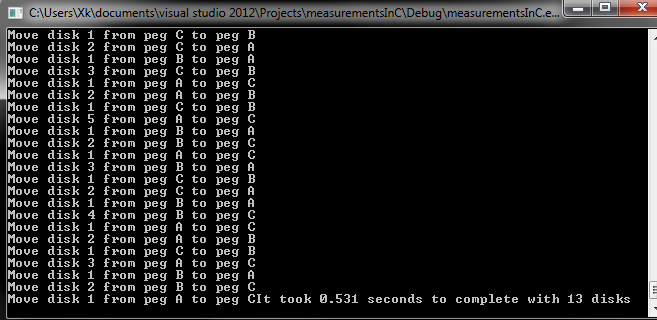 C:\Users\Xk\documents\visual studio 2012\Projects\measurementsInC\Debug\measurementsInC.e...
Move disk 1 from peg C to peg B
Move disk 2 from peg C to peg A
Move disk 1 from peg B to peg A
Move disk 3 from peg C to peg B
Move disk 1 from peg A to peg C
Move disk 2 from peg A to peg B
Move disk 1 from peg C to peg B
Move disk 5 from peg A to peg C
Move disk 1 from peg B to peg A
Move disk 2 from peg B to peg C
Move disk 1 from peg A to peg C
Move disk 3 from peg B to peg A
Move disk 1 from peg C to peg B
Move disk 2 from peg C to peg A
Move disk 1 from peg B to peg A
Move disk 4 from peg B to peg C
Move disk 1 from peg A to peg C
Move disk 2 from peg A to peg B
Move disk 1 from peg C to peg B
Move disk 3 from peg A to peg C
Move disk 1 from peg B to peg A
Move disk 2 from peg B to peg C
Move disk 1 from peg A to peg CIt took 0.531 seconds to complete with 13 disks